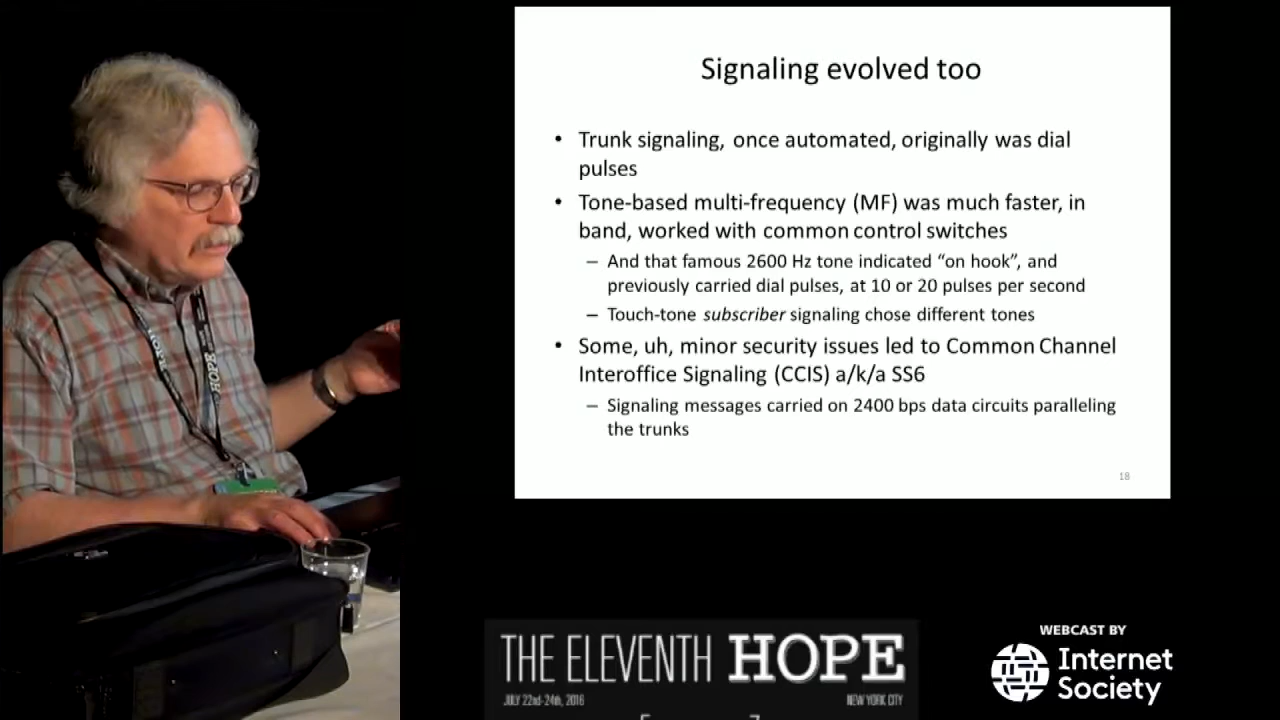 Signaling evolved too
• Trunk signaling, once automated, originally was dial
pulses
• Tone-based multi-frequency (MF) was much faster, in
band, worked with common control switches
– And that famous 2600 Hz tone indicated “on hook”, and
previously carried dial pulses, at 10 or 20 pulses per second
– Touch-tone subscriber signaling chose different tones
• Some, uh, minor security issues led to Common Channel
Interoffice Signaling (CCIS) a/k/a SS6
– Signaling messages carried on 2400 bps data circuits paralleling
the trunks
18
HOPE
THE ELEVENTH HOPE
JULY 22nd-24th, 2016
NEW YORK CITY
WEBCAST BY
Internet
Society